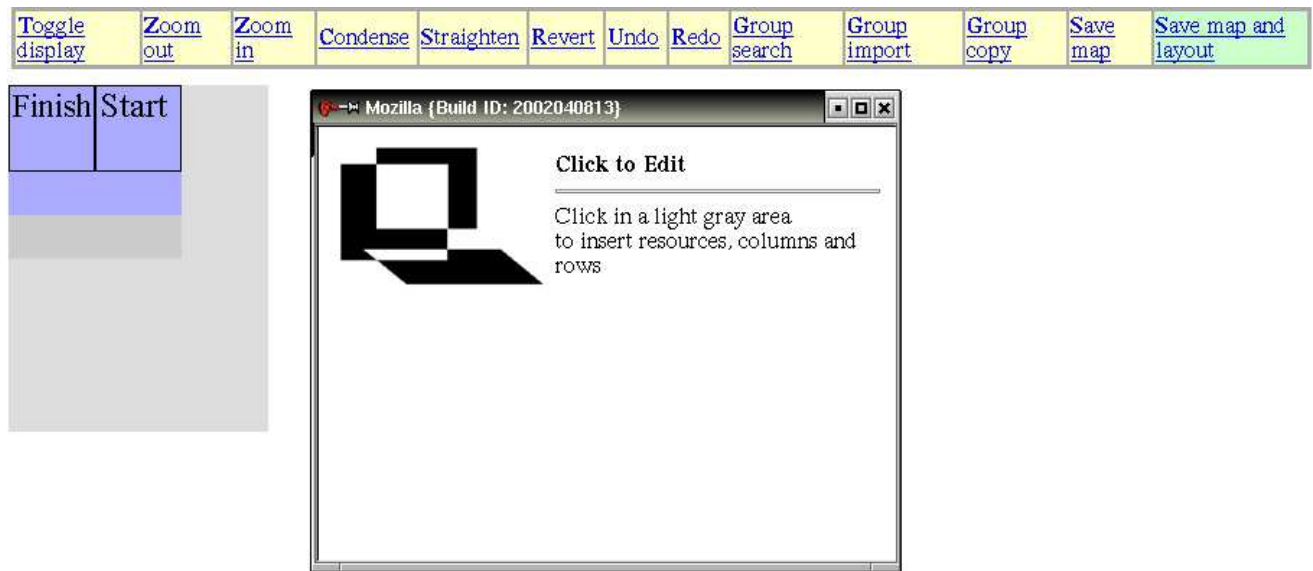 Toggle display
Zoom out
Zoom in
Condense
Straighten
Revert
Undo
Redo
Group search
Group import
Group copy
Save map
Save map and layout
Finish
Start
Mozilla {Build ID: 2002040813}
Click to Edit
Click in a light gray area
to insert resources, columns and
rows